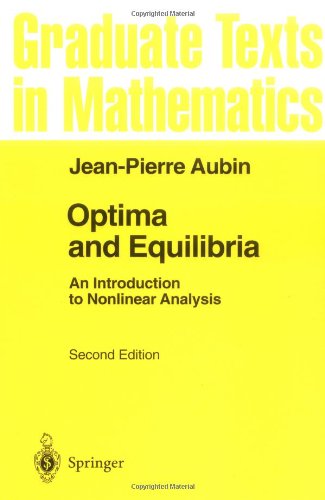 Graduate Texts
in Mathematics
Jean-Pierre Aubin
Optima
and Equilibria
An Introduction
to Nonlinear Analysis
Second Edition
Springer